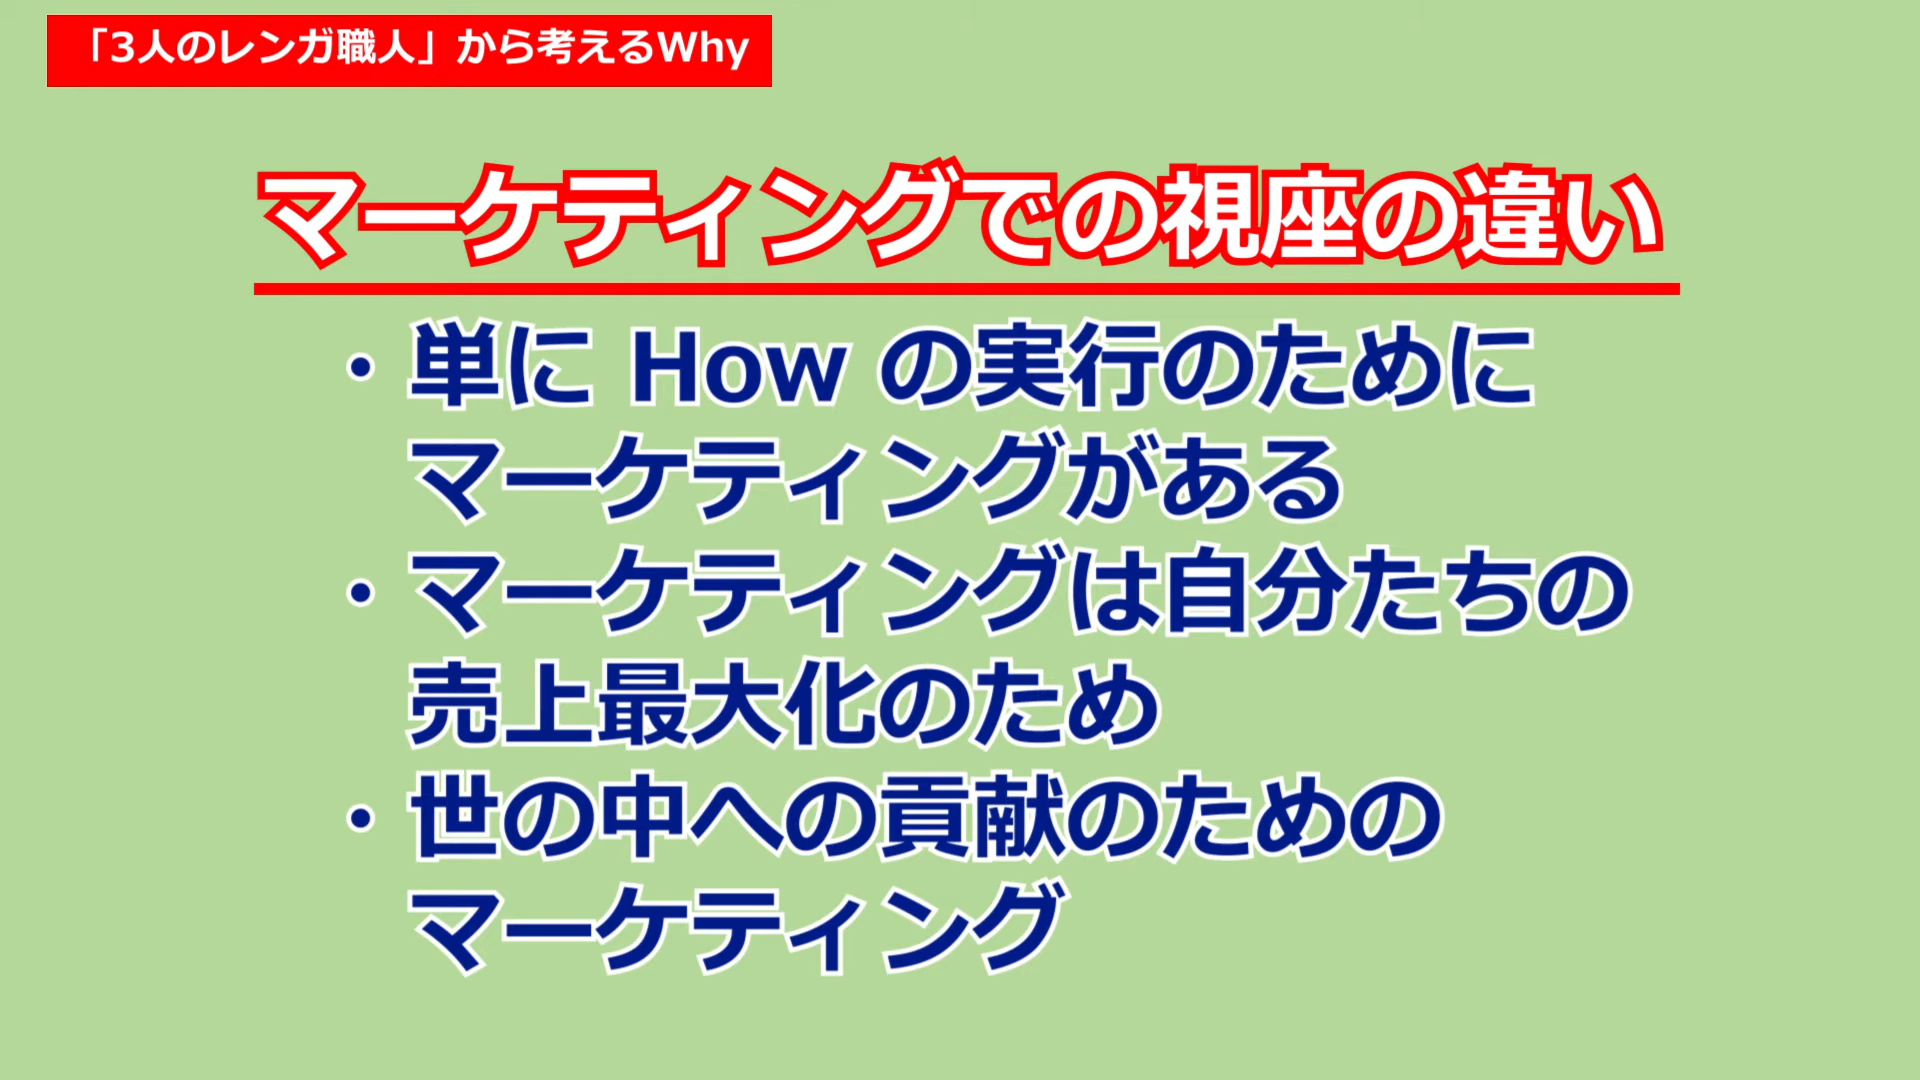 「3人のレンガ職人」から考えるWhy
マーケティングでの視座の違い
・単に How の実行のために
マーケティングがある
・マーケティングは自分たちの
売上最大化のため
・世の中への貢献のための
マーケティング